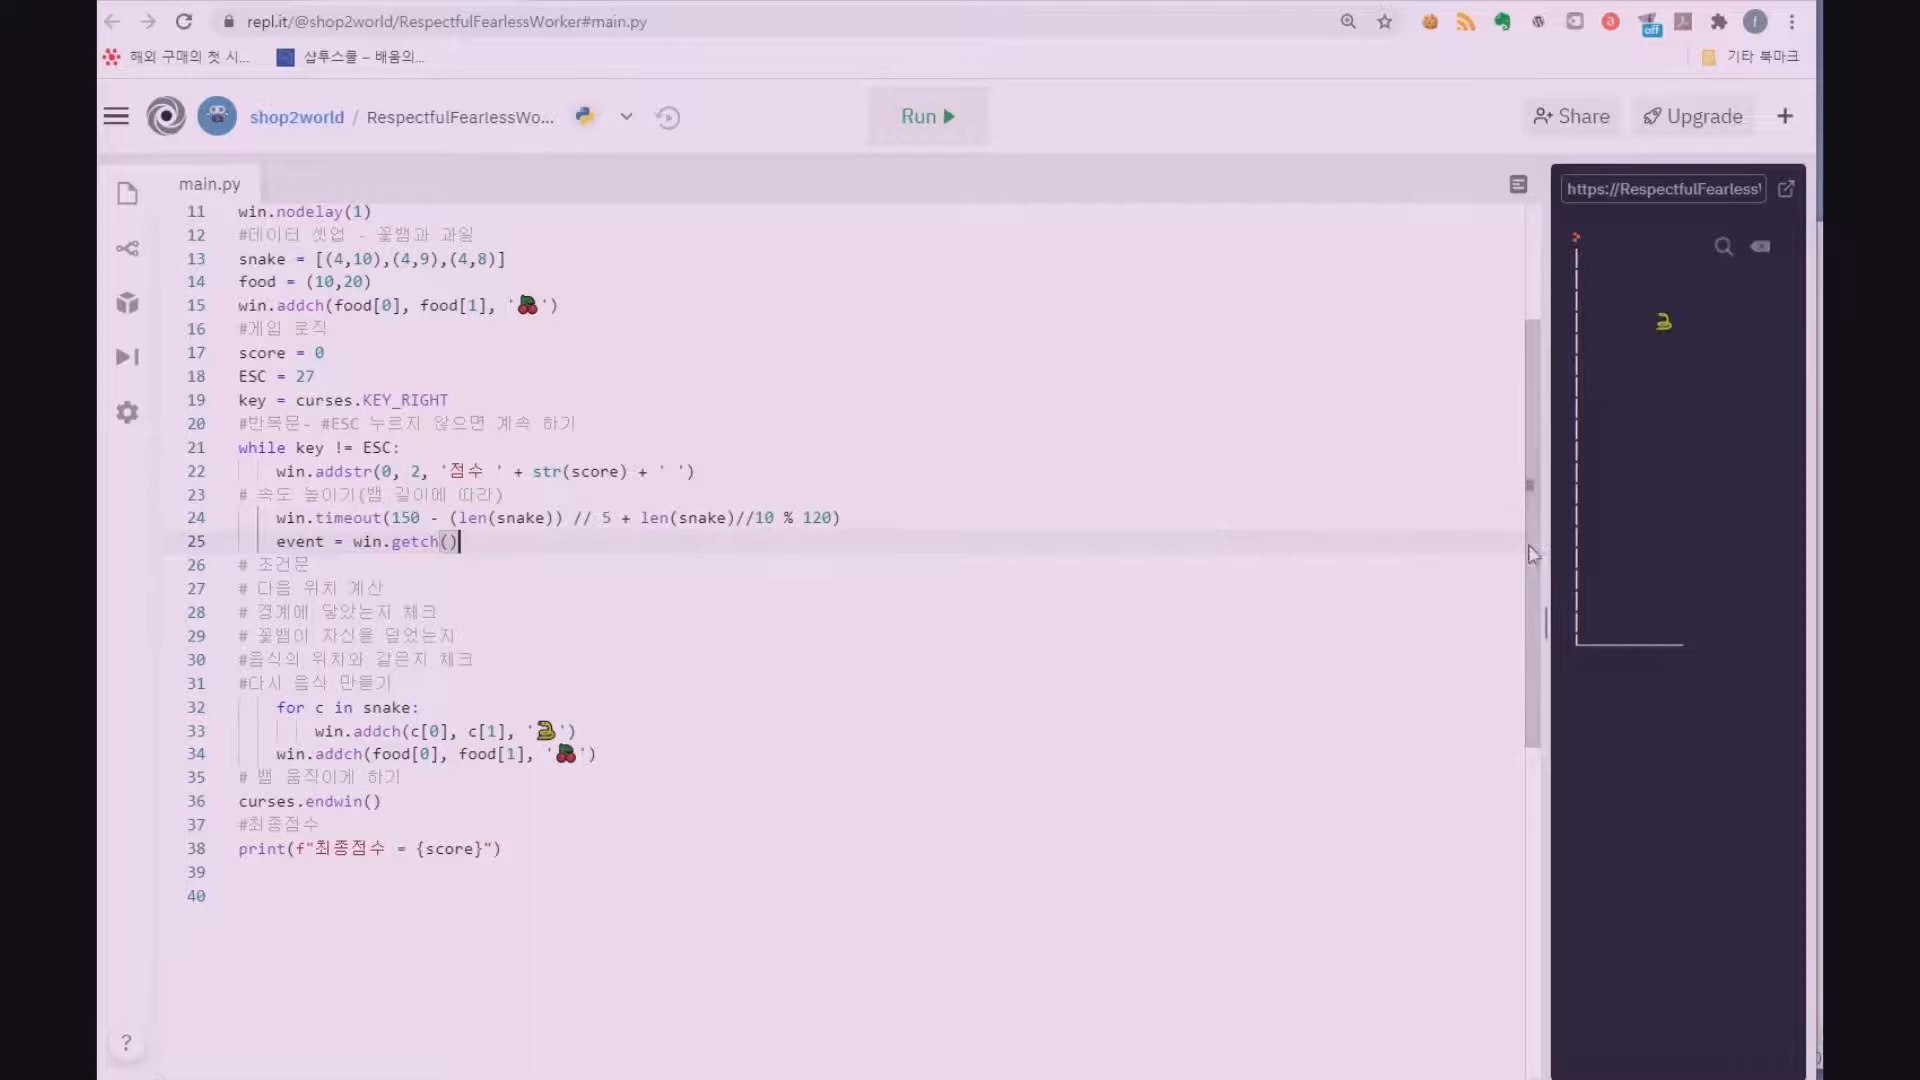 repl.it/@shop2world/RespectfulFearlessWorker#main.py
off
f
해외 구매의 첫 시...
샵투스쿨 – 배움의...
기타 북마크
shop2world / RespectfulFearlessWo...
Run
Share
Upgrade
main.py
https://RespectfulFearless
11 win.nodelay(1)
12 #데이터 셋업 - 꽃뱀과 과일
13 snake = [(4,10),(4,9),(4,8)]
14 food = (10,20)
15 win.addch(food[0], food[1], '🍒')
16 #게임 로직
17 score = 0
18 ESC = 27
19 key = curses.KEY_RIGHT
20 #반복문- #ESC 누르지 않으면 계속 하기
21 while key != ESC:
22 win.addstr(0, 2, '점수 ' + str(score) + ' ')
23 # 속도 높이기(뱀 길이에 따라)
24 win.timeout(150 - (len(snake)) // 5 + len(snake)//10 % 120)
25 event = win.getch()
26 # 조건문
27 # 다음 위치 계산
28 # 경계에 닿았는지 체크
29 # 꽃뱀이 자신을 덮었는지
30 #음식의 위치와 같은지 체크
31 #다시 음식 만들기
32 for c in snake:
33 win.addch(c[0], c[1], '🐍')
34 win.addch(food[0], food[1], '🍒')
35 # 뱀 움직이게 하기
36 curses.endwin()
37 #최종점수
38 print(f"최종점수 = {score}")
39
40
?